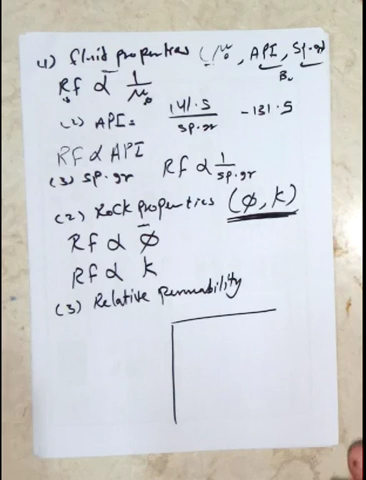 (1) fluid properties (μo, API, Sp.gr
Bo
Rf ∝ 1/μo
(2) API = 141.5/sp.gr - 131.5
RF ∝ API
(3) sp.gr Rf ∝ 1/sp.gr
(2) Rock properties (Ø, K)
Rf ∝ Ø
Rf ∝ K
(3) Relative permability